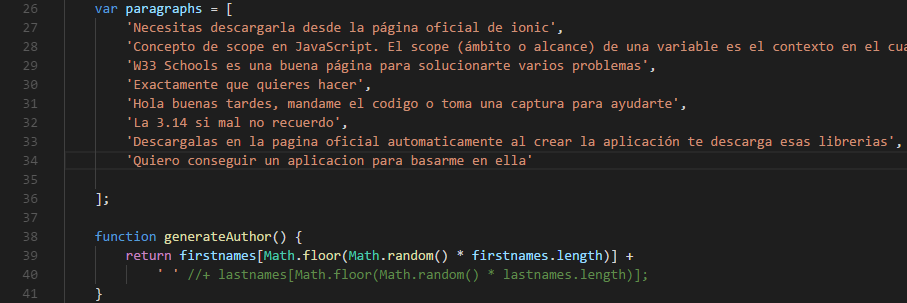 26 var paragraphs = [
27 'Necesitas descargarla desde la página oficial de ionic',
28 'Concepto de scope en JavaScript. El scope (ámbito o alcance) de una variable es el contexto en el
29 'W33 Schools es una buena página para solucionarte varios problemas',
30 'Exactamente que quieres hacer',
31 'Hola buenas tardes, mandame el codigo o toma una captura para ayudarte',
32 'La 3.14 si mal no recuerdo',
33 'Descargalas en la pagina oficial automaticamente al crear la aplicación te descarga esas librerias',
34 'Quiero conseguir un aplicacion para basarme en ella'
35
36 ];
37
38 function generateAuthor() {
39 return firstnames[Math.floor(Math.random() * firstnames.length)] +
40 ' ' //+ lastnames[Math.floor(Math.random() * lastnames.length)];
41 }